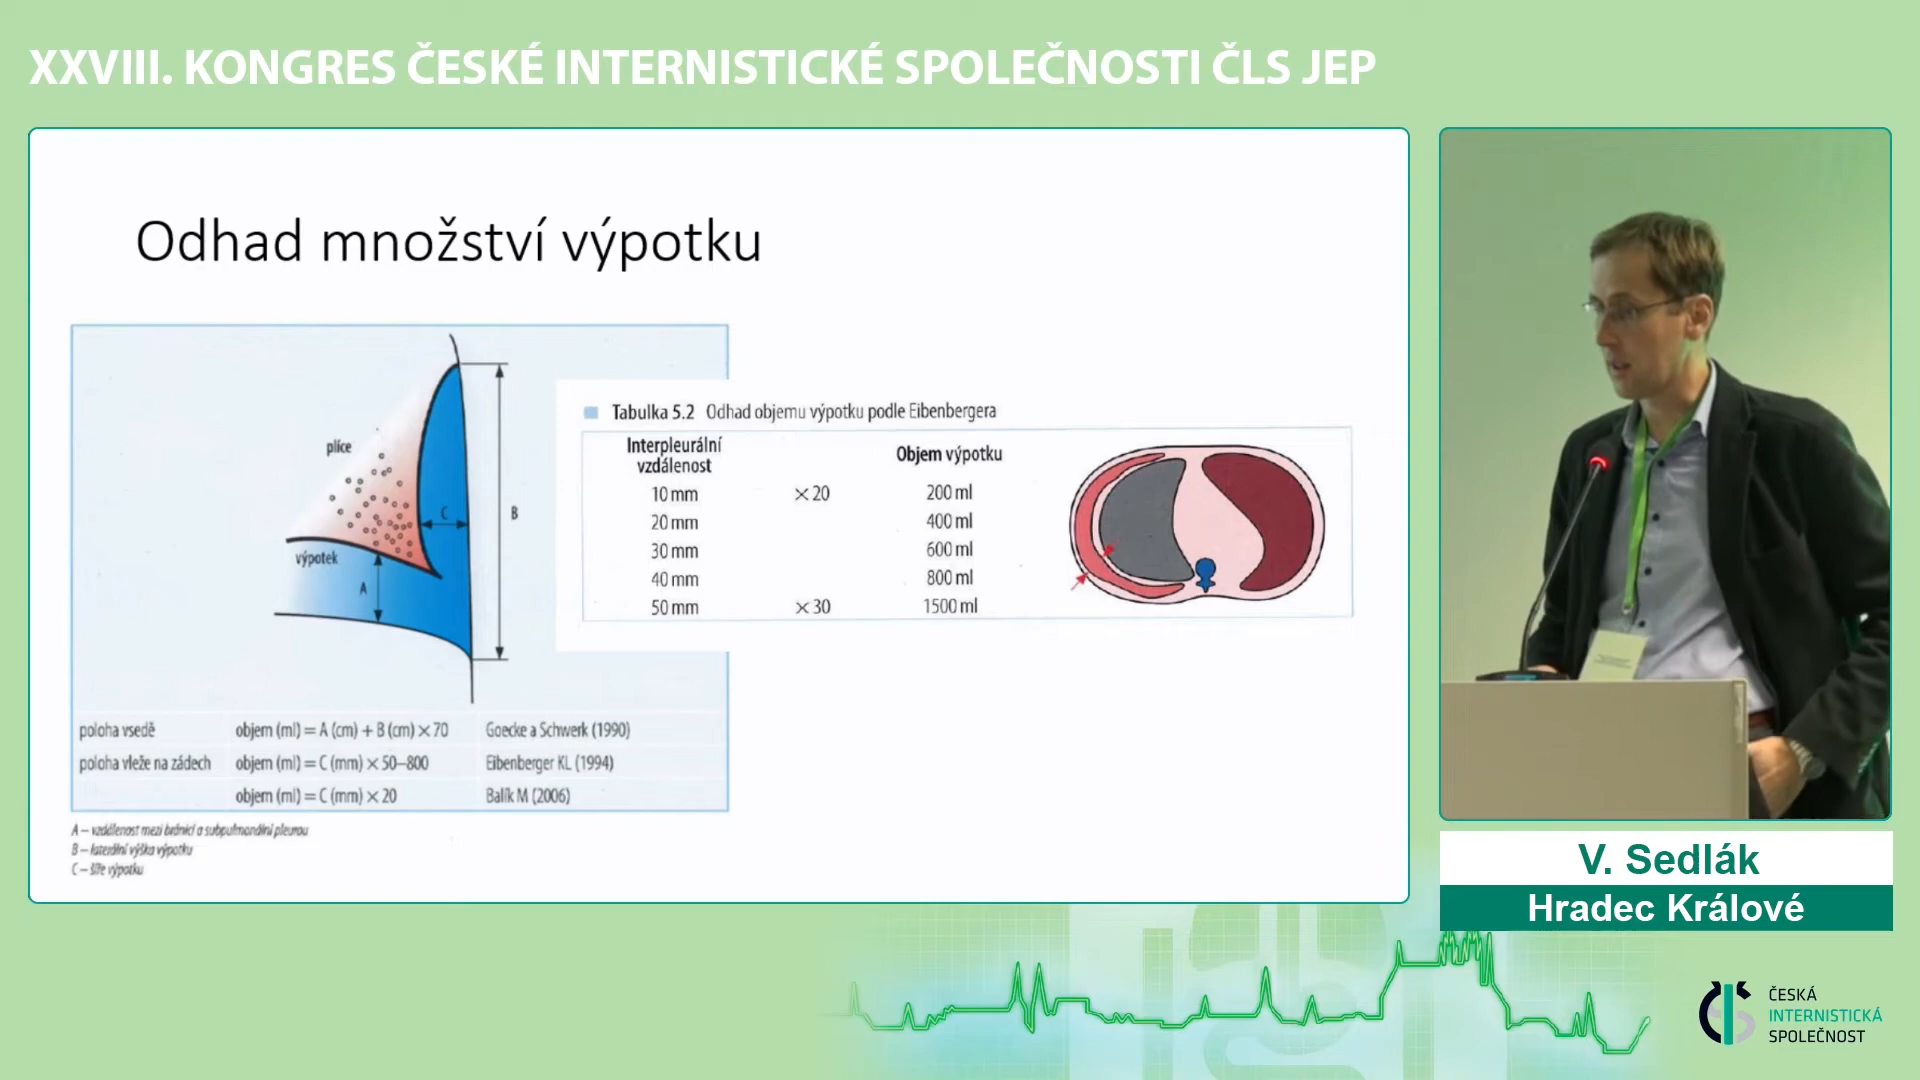 XXVIII. KONGRES ČESKÉ INTERNISTICKÉ SPOLEČNOSTI ČLS JEP
Odhad množství výpotku
plíce
výpotek
A
B
C
poloha vsedě objem (ml) = A (cm) + B (cm) × 70 Goecke a Schwerk (1990)
poloha vleže na zádech objem (ml) = C (mm) × 50–800 Eibenberger KL (1994)
objem (ml) = C (mm) × 20 Balík M (2006)
A – vzdálenost mezi bránicí a subpulmonální pleurou
B – laterální výška výpotku
C – šíře výpotku
Tabulka 5.2 Odhad objemu výpotku podle Eibenbergera
Interpleurální vzdálenost Objem výpotku
10 mm × 20 200 ml
20 mm 400 ml
30 mm 600 ml
40 mm 800 ml
50 mm × 30 1500 ml
V. Sedlák
Hradec Králové
ČESKÁ
INTERNISTICKÁ
SPOLEČNOST